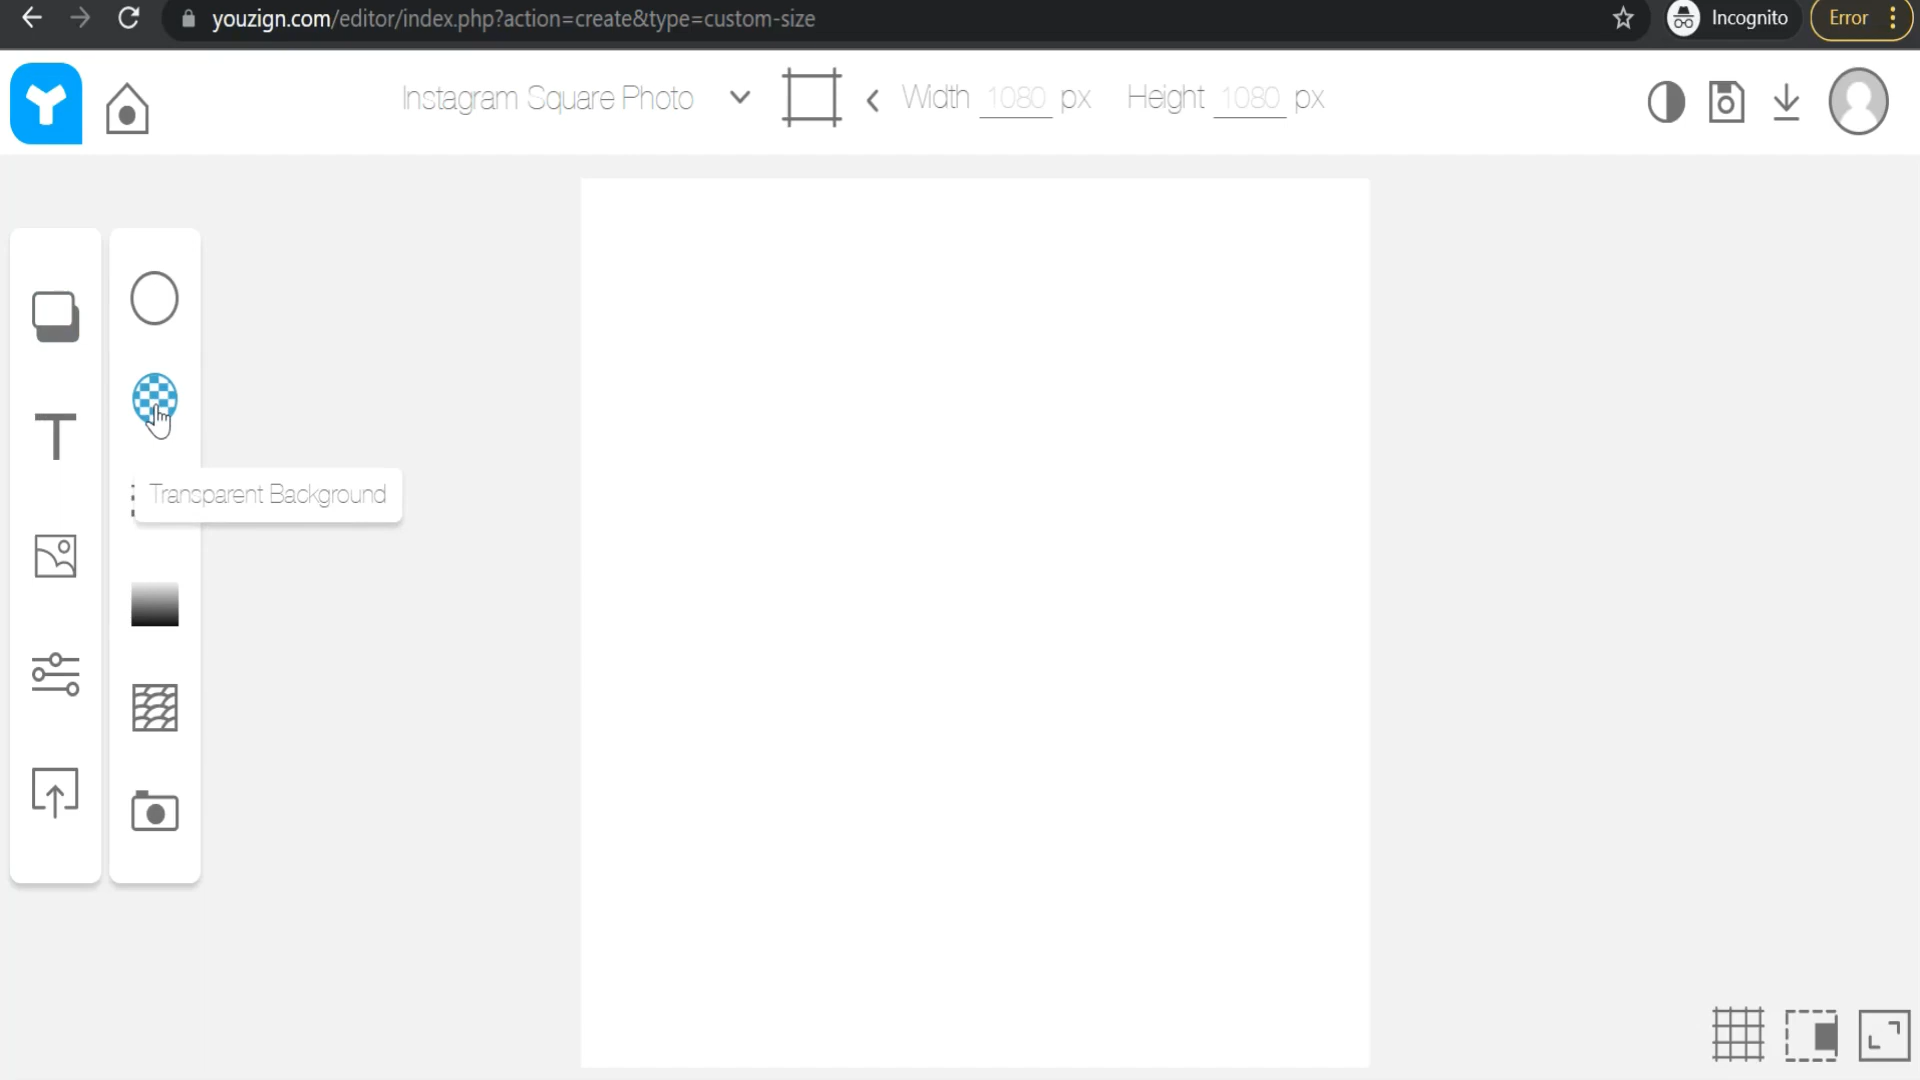 youzign.com/editor/index.php?action=create&type=custom-size
Incognito
Error
Instagram Square Photo
Width 1080 px
Height 1080 px
Transparent Background